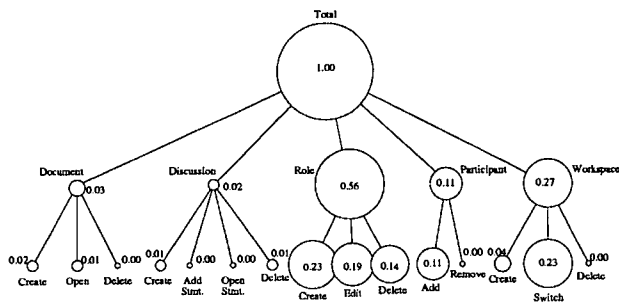 Total
1.00
Document
0.03
Discussion
0.02
Role
0.56
Participant
0.11
Workspace
0.27
0.02
Create
0.01
Open
0.00
Delete
0.01
Create
0.00
Add
Stmt.
0.00
Open
Stmt.
0.01
Delete
0.23
Create
0.19
Edit
0.14
Delete
0.11
Add
0.00
Remove
0.04
Create
0.23
Switch
0.00
Delete